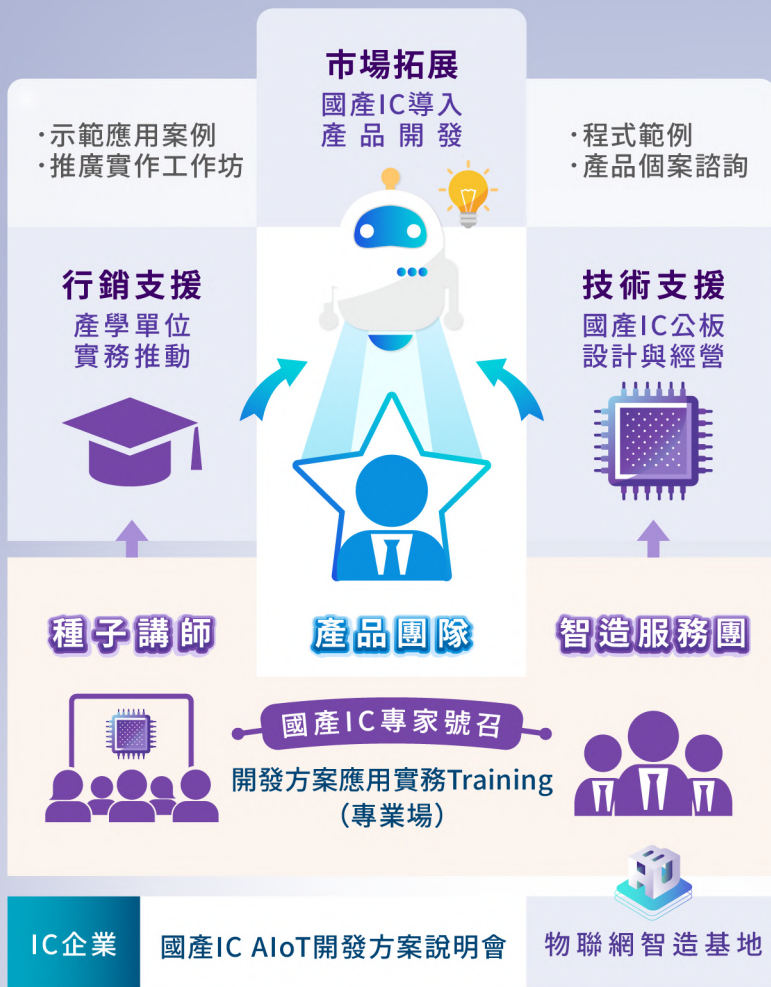 市場拓展
國產IC導入
產品開發
·示範應用案例
·推廣實作工作坊
·程式範例
·產品個案諮詢
行銷支援
產學單位
實務推動
技術支援
國產IC公板
設計與經營
種子講師
產品團隊
智造服務團
國產IC專家號召
開發方案應用實務Training
（專業場）
IC企業
國產IC AIoT開發方案說明會
物聯網智造基地